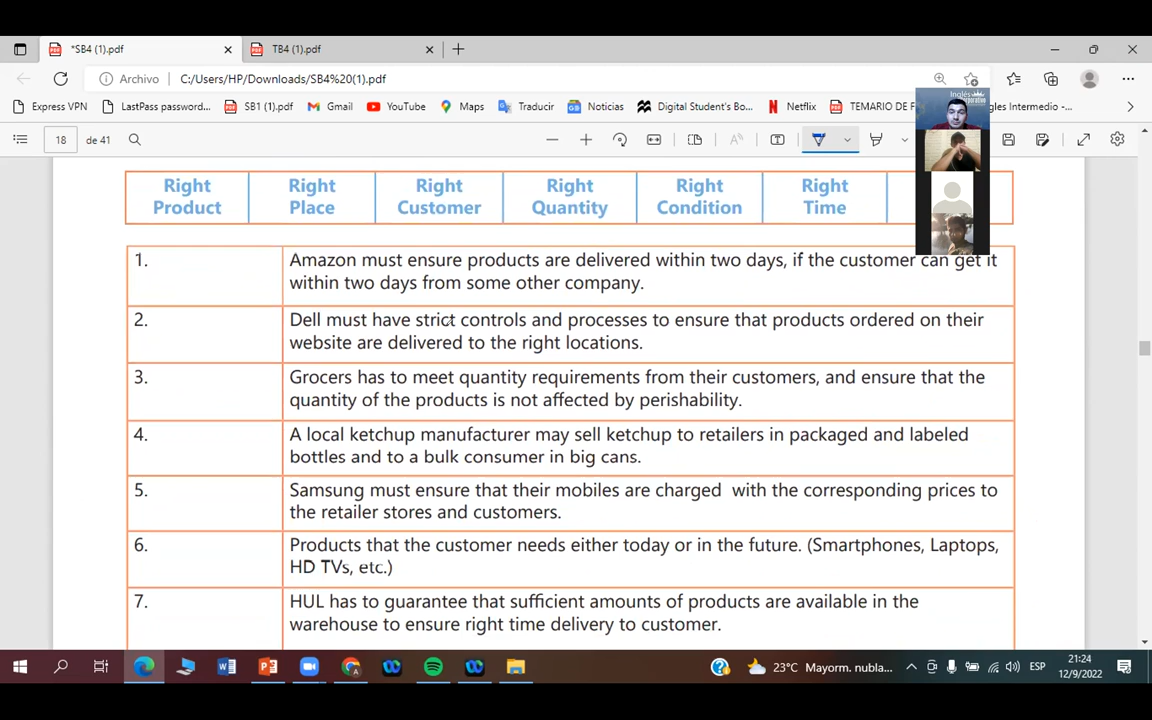 *SB4 (1).pdf
TB4 (1).pdf
Archivo
C:/Users/HP/Downloads/SB4%20(1).pdf
Express VPN
LastPass password...
SB1 (1).pdf
Gmail
YouTube
Maps
Traducir
Noticias
Digital Student's Bo...
Netflix
TEMARIO DE F
gles Intermedio -...
18
de 41
Inglés
Right Product
Right Place
Right Customer
Right Quantity
Right Condition
Right Time
1.
Amazon must ensure products are delivered within two days, if the customer can get it
within two days from some other company.
2.
Dell must have strict controls and processes to ensure that products ordered on their
website are delivered to the right locations.
3.
Grocers has to meet quantity requirements from their customers, and ensure that the
quantity of the products is not affected by perishability.
4.
A local ketchup manufacturer may sell ketchup to retailers in packaged and labeled
bottles and to a bulk consumer in big cans.
5.
Samsung must ensure that their mobiles are charged with the corresponding prices to
the retailer stores and customers.
6.
Products that the customer needs either today or in the future. (Smartphones, Laptops,
HD TVs, etc.)
7.
HUL has to guarantee that sufficient amounts of products are available in the
warehouse to ensure right time delivery to customer.
23°C Mayorm. nubla...
ESP
21:24
12/9/2022